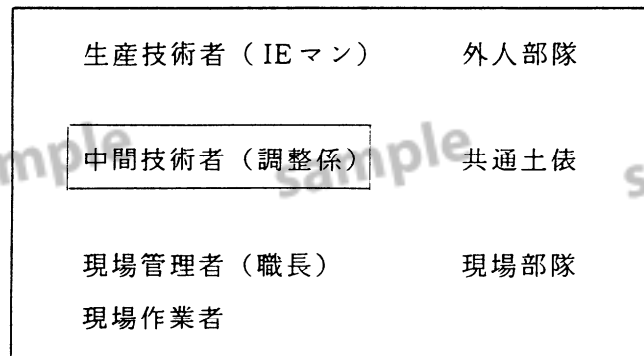 生産技術者（IEマン） 外人部隊
中間技術者（調整係） 共通土俵
現場管理者（職長） 現場部隊
現場作業者
sample
sample
s